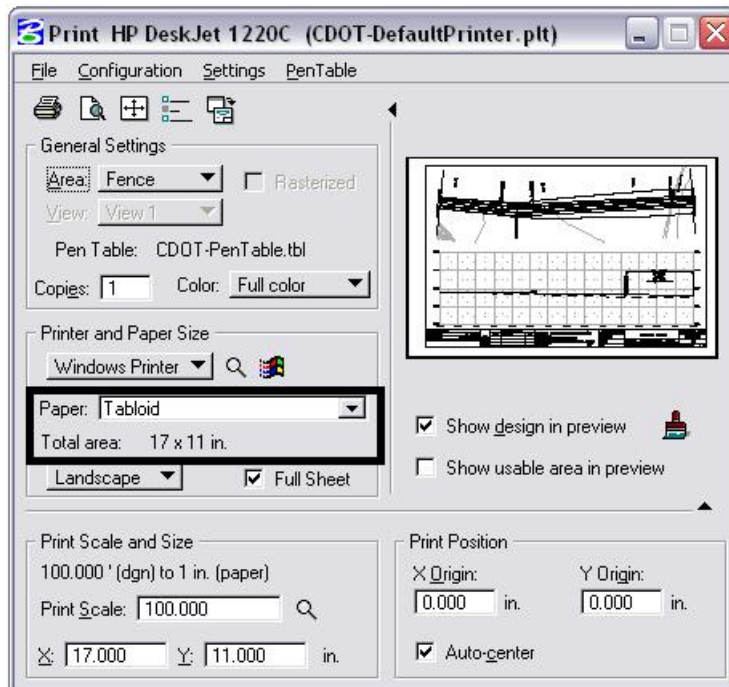 Print HP DeskJet 1220C (CDOT-DefaultPrinter.plt)
File Configuration Settings PenTable
General Settings
Area: Fence Rasterized
View: View 1
Pen Table: CDOT-PenTable.tbl
Copies: 1 Color: Full color
Printer and Paper Size
Windows Printer
Paper: Tabloid
Total area: 17 x 11 in.
Landscape Full Sheet
Show design in preview
Show usable area in preview
Print Scale and Size
100.000 ' (dgn) to 1 in. (paper)
Print Scale: 100.000
X: 17.000 Y: 11.000 in.
Print Position
X Origin: Y Origin:
0.000 in. 0.000 in.
Auto-center